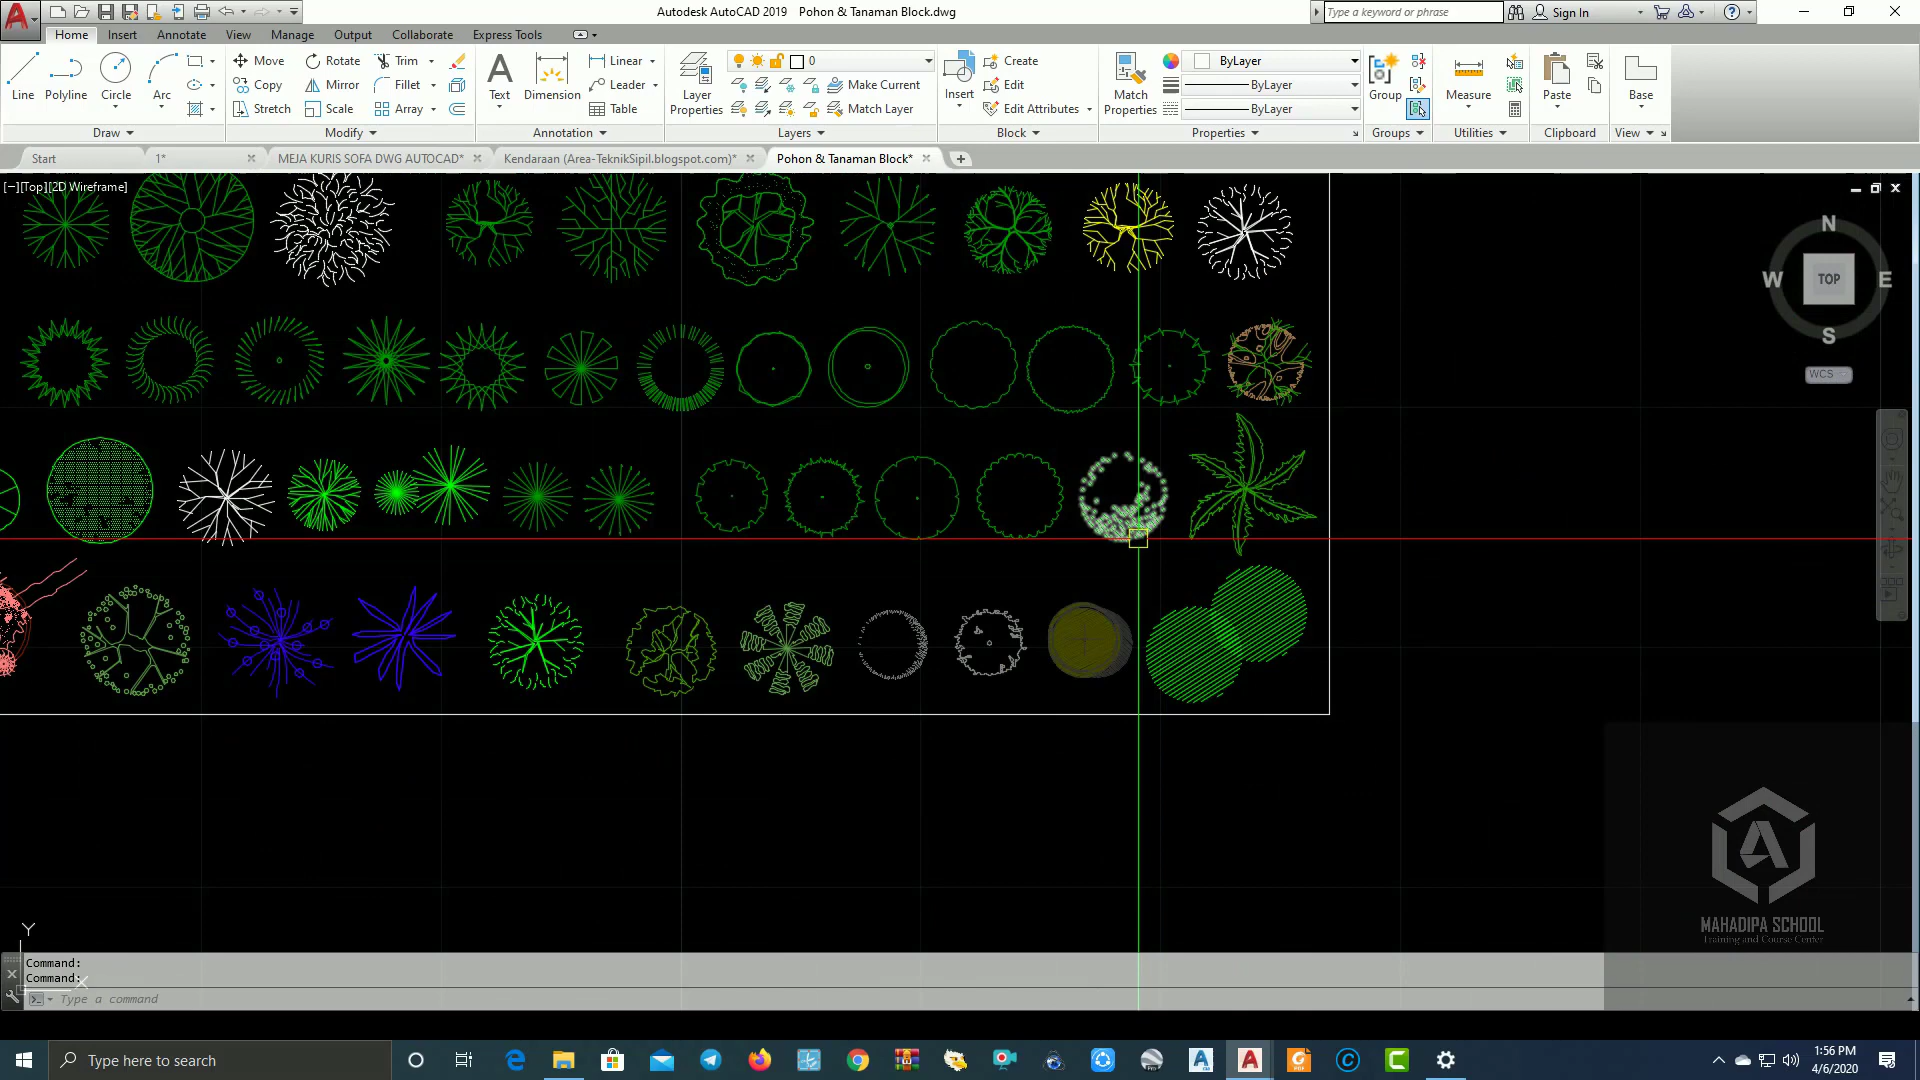 Autodesk AutoCAD 2019 Pohon & Tanaman Block.dwg
Type a keyword or phrase
Sign In
Home Insert Annotate View Manage Output Collaborate Express Tools
Line Polyline Circle Arc
Move Rotate Trim
Copy Mirror Fillet
Stretch Scale Array
Text Dimension
Linear
Leader
Table
Layer Properties
0
Make Current
Match Layer
Insert
Create
Edit
Edit Attributes
Match Properties
ByLayer
ByLayer
ByLayer
Group Measure Paste Base
Draw Modify Annotation Layers Block Properties Groups Utilities Clipboard View
Start 1* MEJA KURIS SOFA DWG AUTOCAD* Kendaraan (Area-TeknikSipil.blogspot.com)* Pohon & Tanaman Block*
[−][Top][2D Wireframe]
N
W TOP E
S
WCS
MAHADIPA SCHOOL
Training and Course Center
Y
X
Command:
Command:
Type a command
Type here to search
1:56 PM
4/6/2020